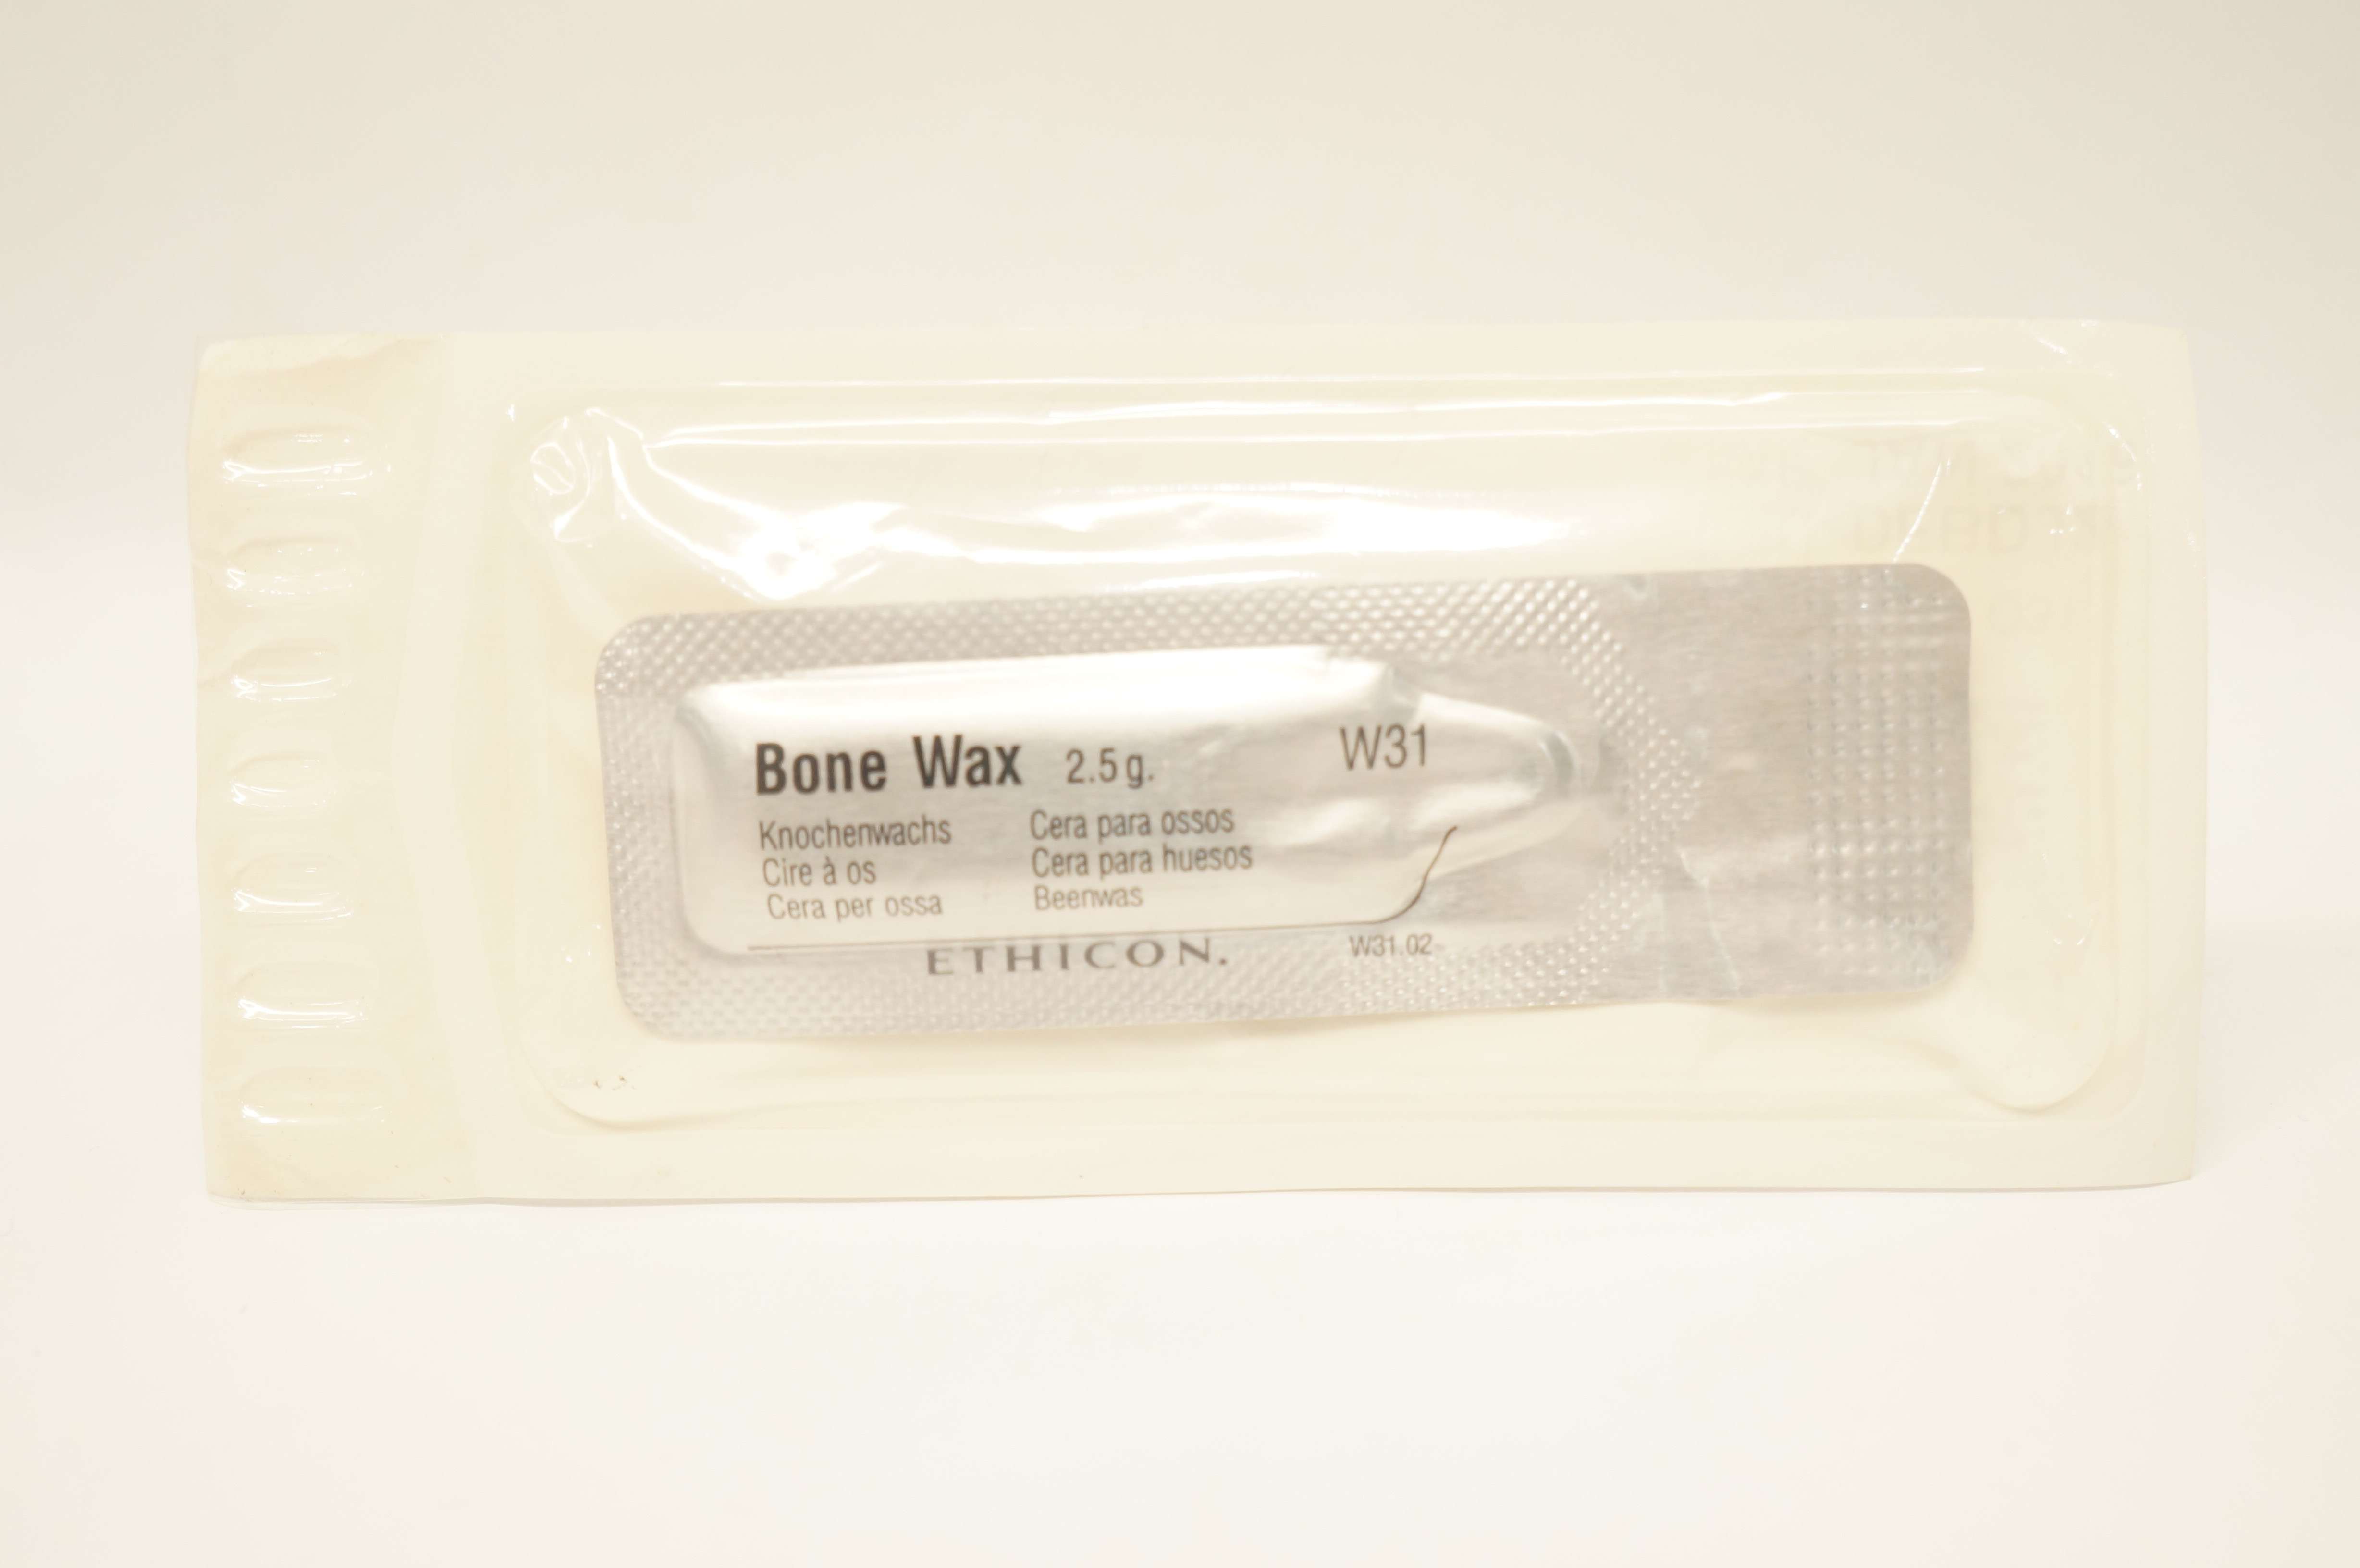 Bone Wax 2.5 g. W31
Knochenwachs Cera para ossos
Cire à os Cera para huesos
Cera per ossa Beenwas
ETHICON. W31.02